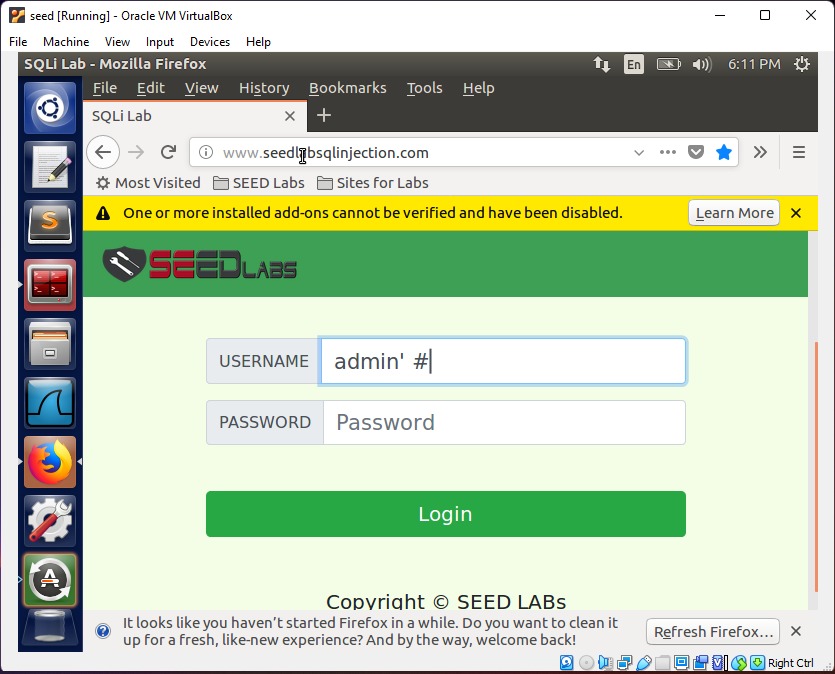 seed [Running] - Oracle VM VirtualBox
File Machine View Input Devices Help
SQLi Lab - Mozilla Firefox En 6:11 PM
File Edit View History Bookmarks Tools Help
SQLi Lab
www.seedlabsqlinjection.com
Most Visited SEED Labs Sites for Labs
One or more installed add-ons cannot be verified and have been disabled. Learn More
SEEDLABS
USERNAME admin' #
PASSWORD Password
Login
Copyright © SEED LABs
It looks like you haven't started Firefox in a while. Do you want to clean it
up for a fresh, like-new experience? And by the way, welcome back!
Refresh Firefox...
Right Ctrl